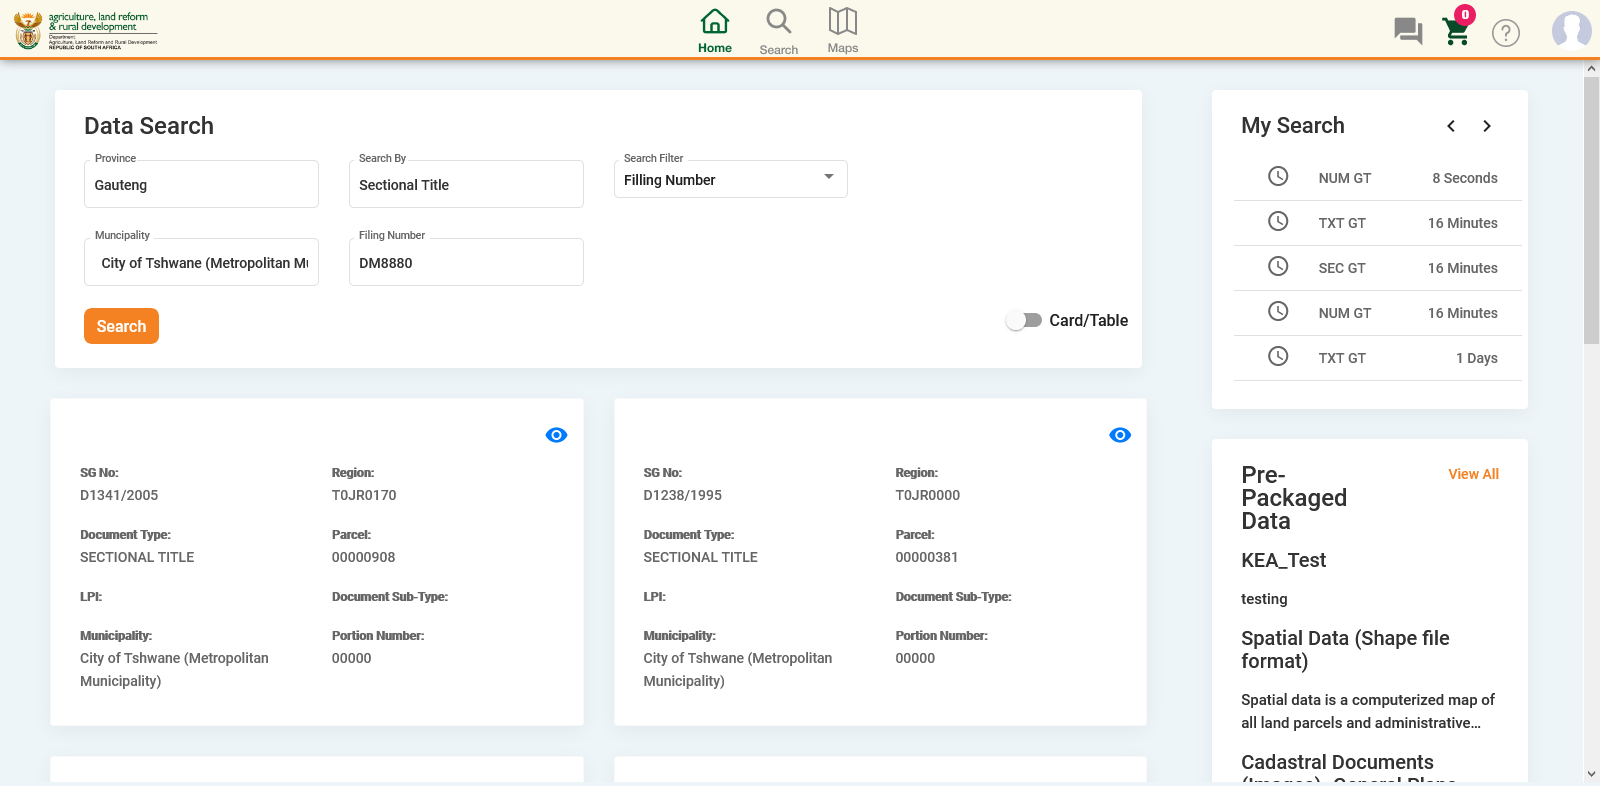 agriculture, land reform
& rural development
Department:
Agriculture, Land Reform and Rural Development
REPUBLIC OF SOUTH AFRICA
Home
Search
Maps
0
?
Data Search
Province
Gauteng
Search By
Sectional Title
Search Filter
Filling Number
Muncipality
City of Tshwane (Metropolitan Mu
Filing Number
DM8880
Search
Card/Table
SG No:
D1341/2005
Region:
T0JR0170
Document Type:
SECTIONAL TITLE
Parcel:
00000908
LPI:
Document Sub-Type:
Municipality:
City of Tshwane (Metropolitan
Municipality)
Portion Number:
00000
SG No:
D1238/1995
Region:
T0JR0000
Document Type:
SECTIONAL TITLE
Parcel:
00000381
LPI:
Document Sub-Type:
Municipality:
City of Tshwane (Metropolitan
Municipality)
Portion Number:
00000
My Search
NUM GT 8 Seconds
TXT GT 16 Minutes
SEC GT 16 Minutes
NUM GT 16 Minutes
TXT GT 1 Days
Pre-
Packaged
Data
View All
KEA_Test
testing
Spatial Data (Shape file
format)
Spatial data is a computerized map of
all land parcels and administrative...
Cadastral Documents
(Images)- General Plans